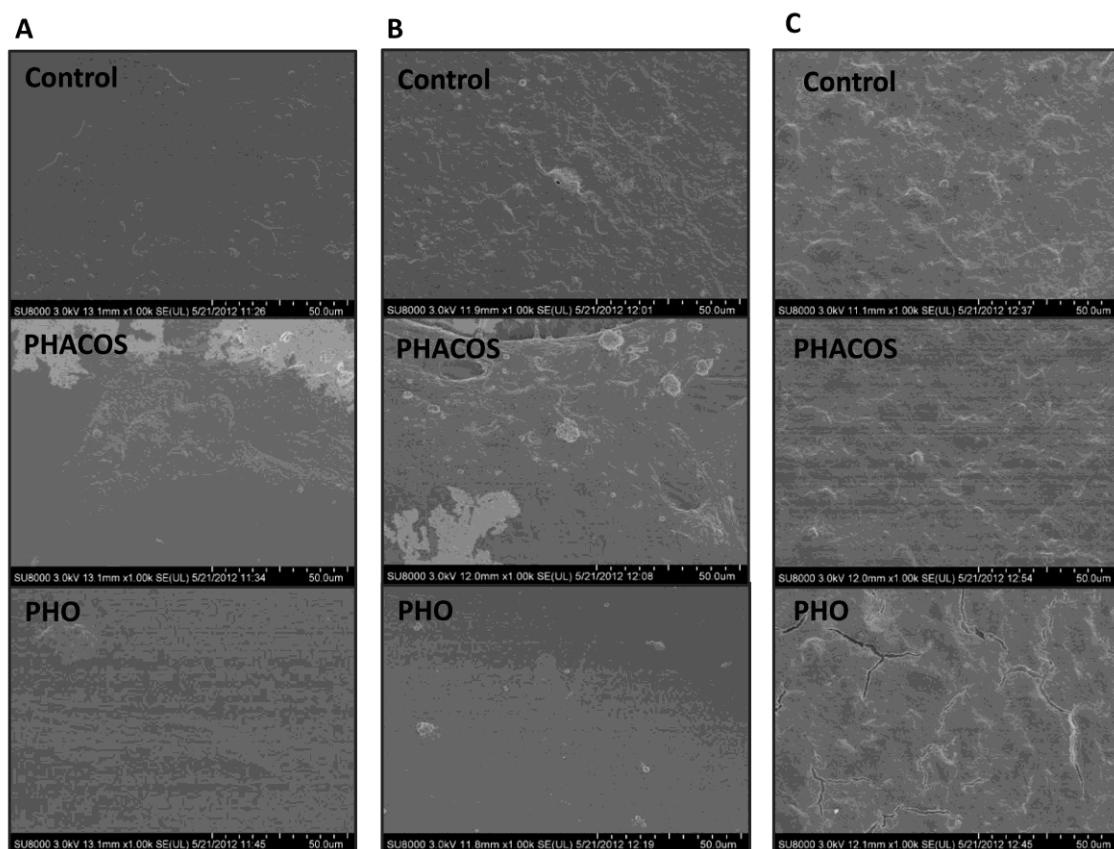 A
Control
SU8000 3.0kV 13.1mm x1.00k SE(UL) 5/21/2012 11:26 50.0um
PHACOS
SU8000 3.0kV 13.1mm x1.00k SE(UL) 5/21/2012 11:34 50.0um
PHO
SU8000 3.0kV 13.1mm x1.00k SE(UL) 5/21/2012 11:45 50.0um
B
Control
SU8000 3.0kV 11.9mm x1.00k SE(UL) 5/21/2012 12:01 50.0um
PHACOS
SU8000 3.0kV 12.0mm x1.00k SE(UL) 5/21/2012 12:08 50.0um
PHO
SU8000 3.0kV 11.8mm x1.00k SE(UL) 5/21/2012 12:19 50.0um
C
Control
SU8000 3.0kV 11.1mm x1.00k SE(UL) 5/21/2012 12:37 50.0um
PHACOS
SU8000 3.0kV 12.0mm x1.00k SE(UL) 5/21/2012 12:54 50.0um
PHO
SU8000 3.0kV 12.1mm x1.00k SE(UL) 5/21/2012 12:45 50.0um